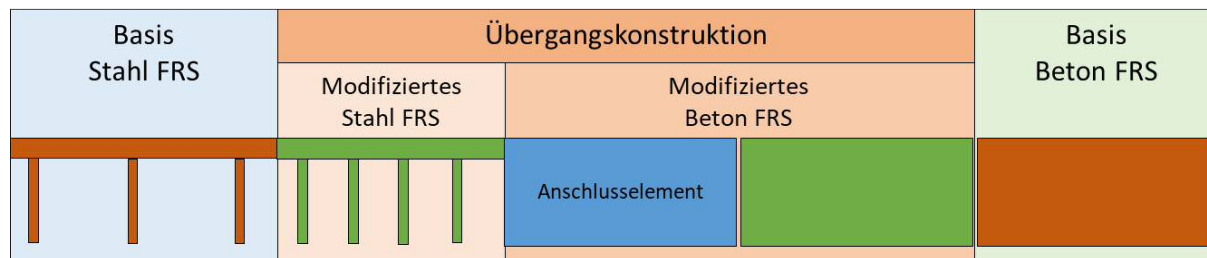 Basis
Stahl FRS
Übergangskonstruktion
Modifiziertes
Stahl FRS
Modifiziertes
Beton FRS
Basis
Beton FRS
Anschlusselement